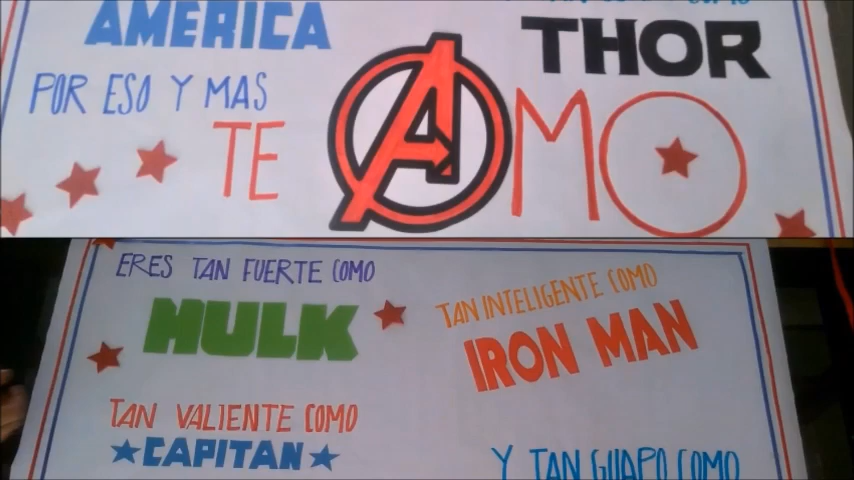 AMERICA
THOR
POR ESO Y MAS
TE AMO
ERES TAN FUERTE COMO
HULK
TAN INTELIGENTE COMO
IRON MAN
TAN VALIENTE COMO
CAPITAN
Y TAN GUAPO COMO